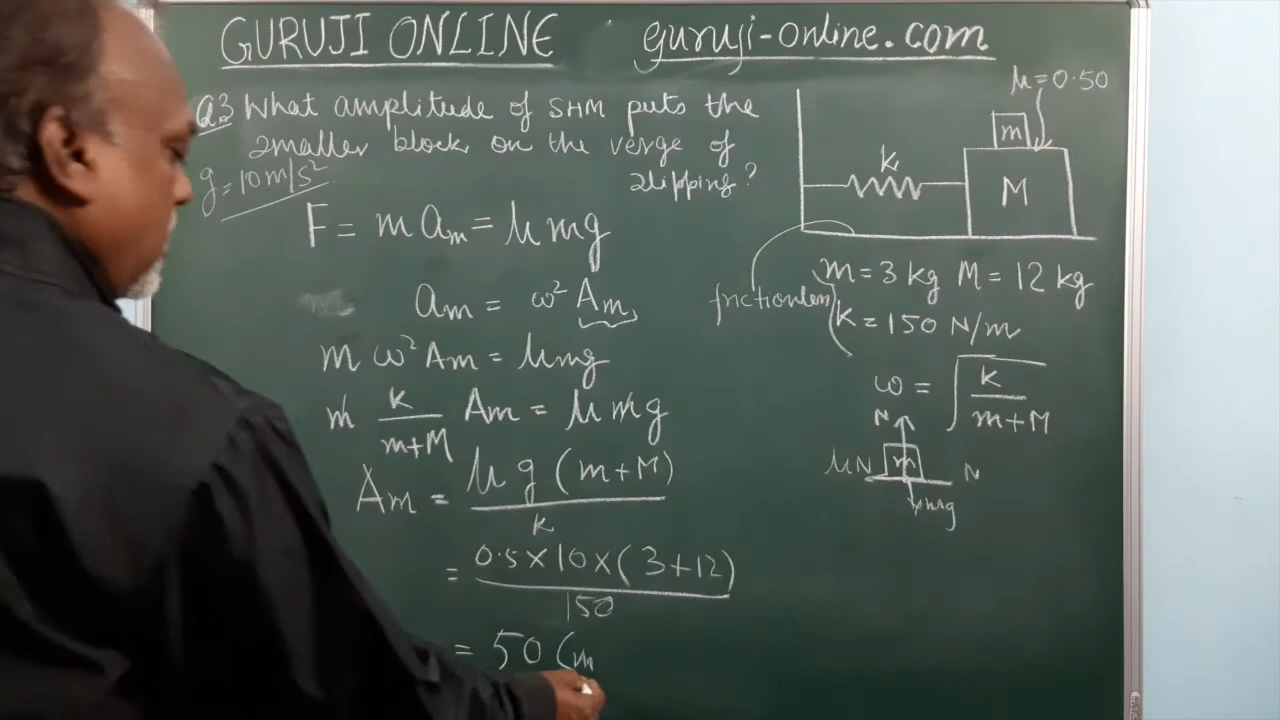 GURUJI ONLINE guruji-online.com
Q3 What amplitude of SHM puts the
smaller block on the verge of
slipping?
g = 10 m/s²
F = m am = μ mg
am = ω² Am
m ω² Am = μmg
m k/(m+M) Am = μ mg
Am = μ g (m+M) / k
= 0.5 × 10 × (3+12) / 150
= 50 Cm
μ = 0.50
m
k
M
frictionless
m = 3 kg M = 12 kg
k = 150 N/m
ω = √(k/(m+M))
N
μN m N
mg